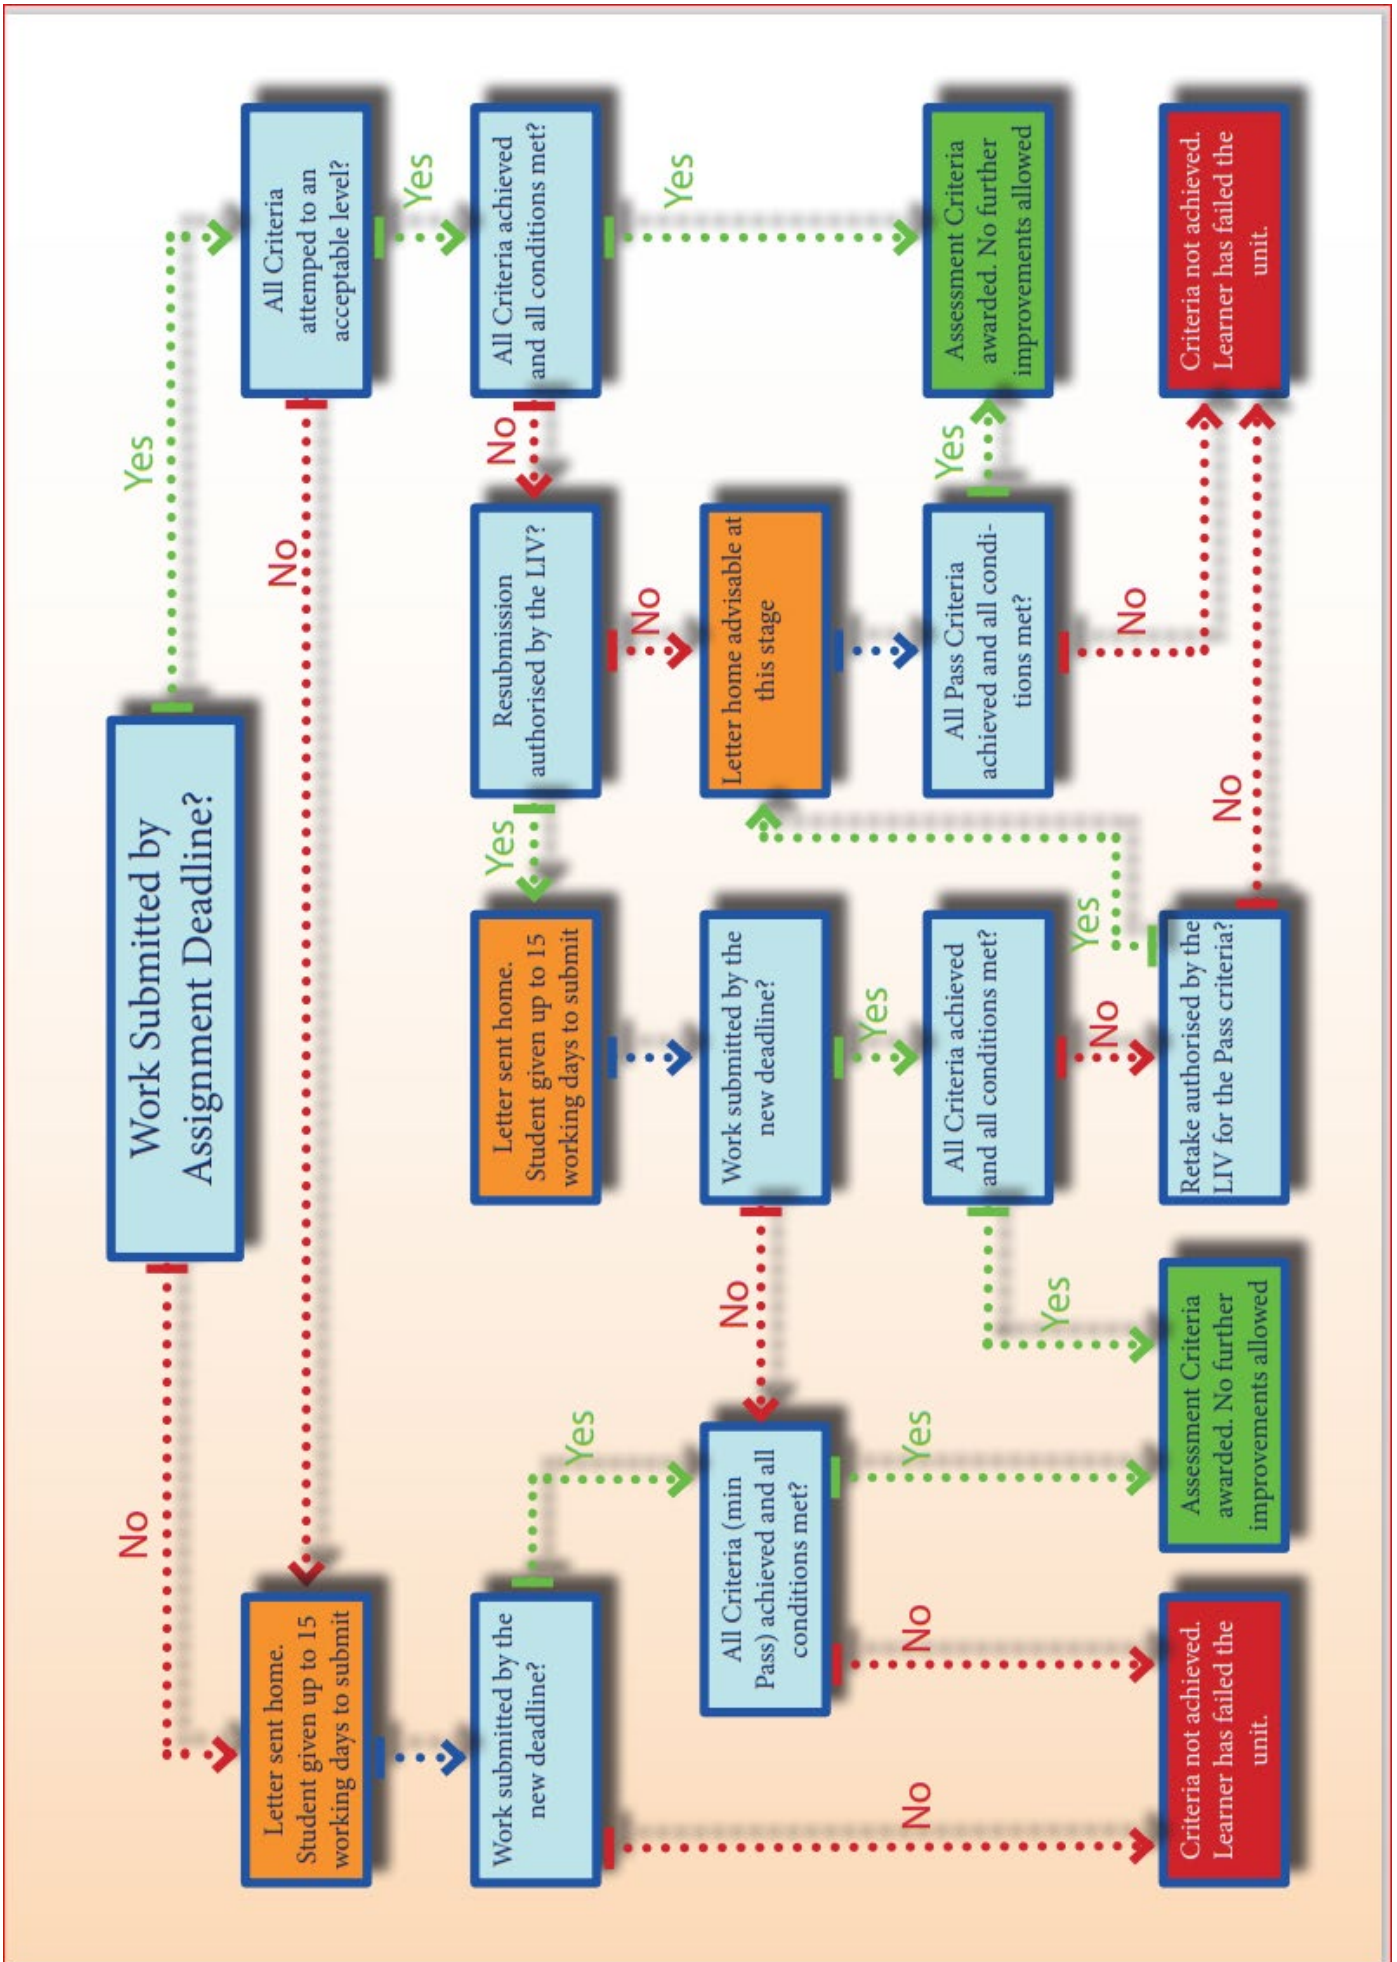 Work Submitted by
Assignment Deadline?
No
Yes
No
Letter sent home.
Student given up to 15
working days to submit
All Criteria
attemped to an
acceptable level?
Yes
Work submitted by the
new deadline?
Letter sent home.
Student given up to 15
working days to submit
Yes
Resubmission
authorised by the LIV?
No
All Criteria achieved
and all conditions met?
Yes
No
Yes
All Criteria (min
Pass) achieved and all
conditions met?
No
Work submitted by the
new deadline?
Letter home advisable at
this stage
No
No
Yes
Yes
All Criteria achieved
and all conditions met?
All Pass Criteria
achieved and all condi-
tions met?
Yes
Assessment Criteria
awarded. No further
improvements allowed
Yes
No
Yes
No
Criteria not achieved.
Learner has failed the
unit.
Assessment Criteria
awarded. No further
improvements allowed
Retake authorised by the
LIV for the Pass criteria?
No
Criteria not achieved.
Learner has failed the
unit.